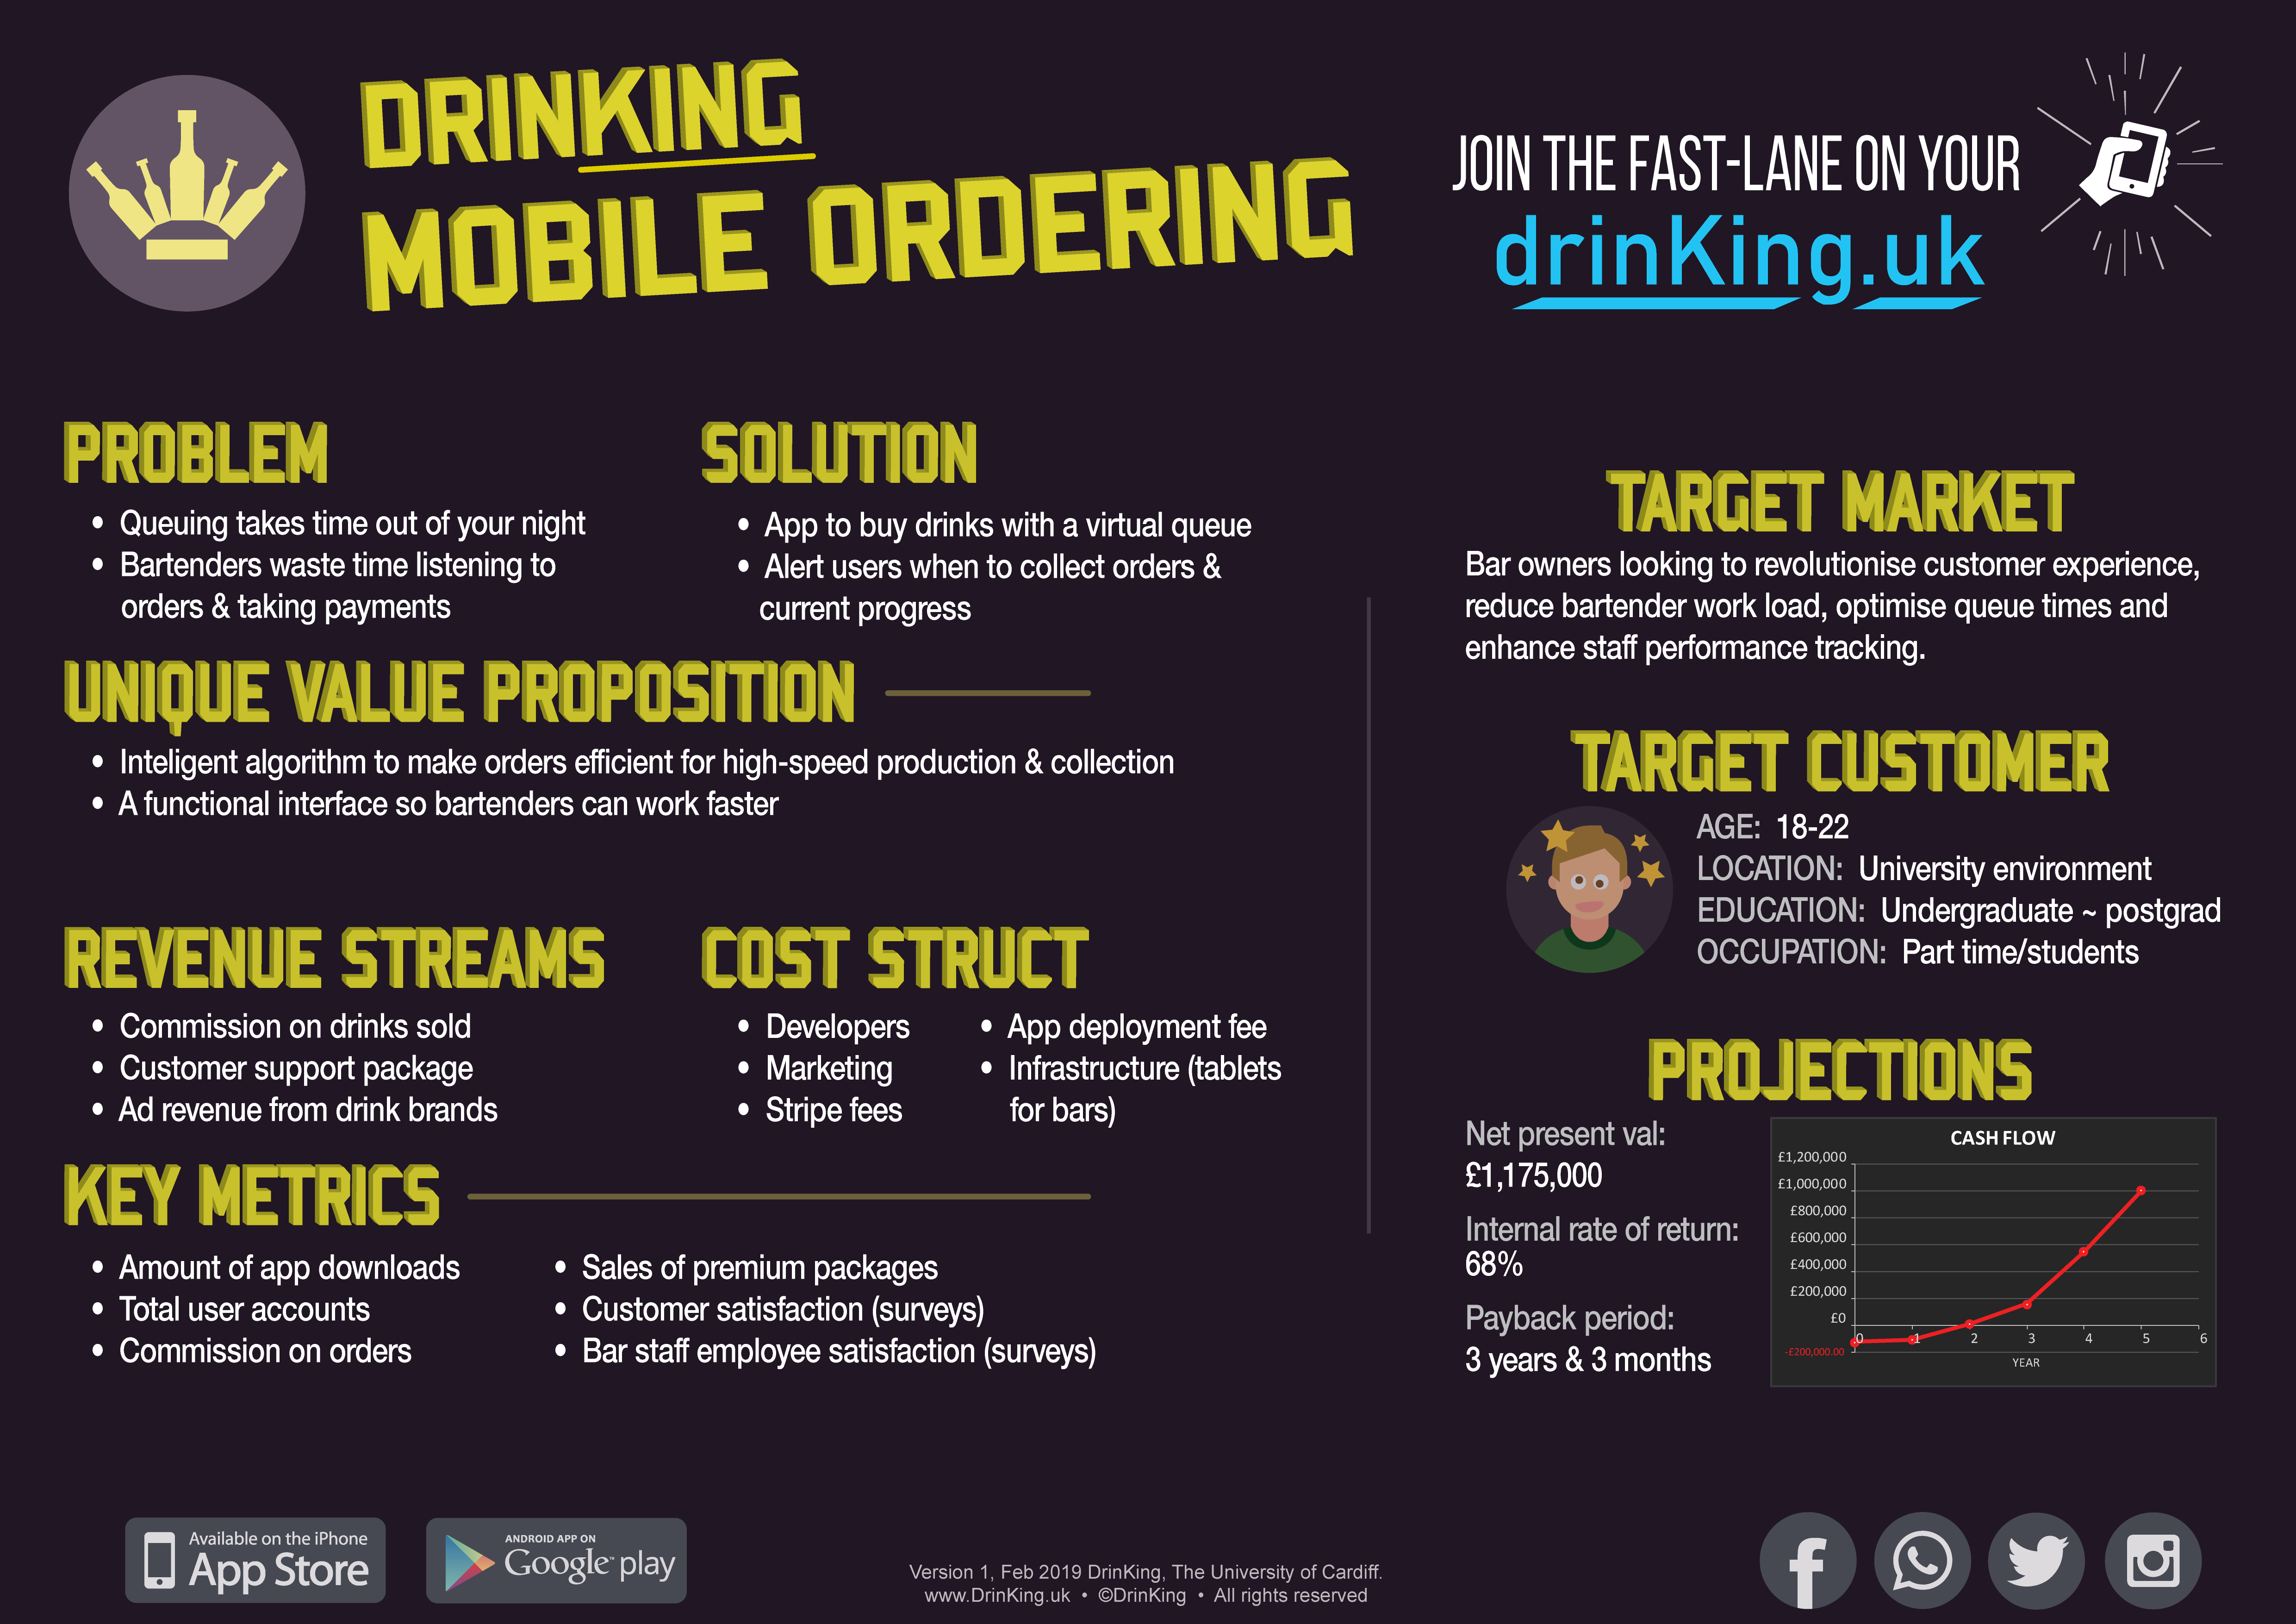 DRINKING
MOBILE ORDERING
JOIN THE FAST-LANE ON YOUR
drinKing.uk
PROBLEM
• Queuing takes time out of your night
• Bartenders waste time listening to
orders & taking payments
SOLUTION
• App to buy drinks with a virtual queue
• Alert users when to collect orders &
current progress
UNIQUE VALUE PROPOSITION
• Inteligent algorithm to make orders efficient for high-speed production & collection
• A functional interface so bartenders can work faster
REVENUE STREAMS
• Commission on drinks sold
• Customer support package
• Ad revenue from drink brands
COST STRUCT
• Developers
• Marketing
• Stripe fees
• App deployment fee
• Infrastructure (tablets
for bars)
KEY METRICS
• Amount of app downloads
• Total user accounts
• Commission on orders
• Sales of premium packages
• Customer satisfaction (surveys)
• Bar staff employee satisfaction (surveys)
TARGET MARKET
Bar owners looking to revolutionise customer experience,
reduce bartender work load, optimise queue times and
enhance staff performance tracking.
TARGET CUSTOMER
AGE: 18-22
LOCATION: University environment
EDUCATION: Undergraduate ~ postgrad
OCCUPATION: Part time/students
PROJECTIONS
Net present val:
£1,175,000
Internal rate of return:
68%
Payback period:
3 years & 3 months
CASH FLOW
£1,200,000
£1,000,000
£800,000
£600,000
£400,000
£200,000
£0
-£200,000.00
0 1 2 3 4 5 6
YEAR
Available on the iPhone
App Store
ANDROID APP ON
Google play
Version 1, Feb 2019 DrinKing, The University of Cardiff.
www.DrinKing.uk • ©DrinKing • All rights reserved